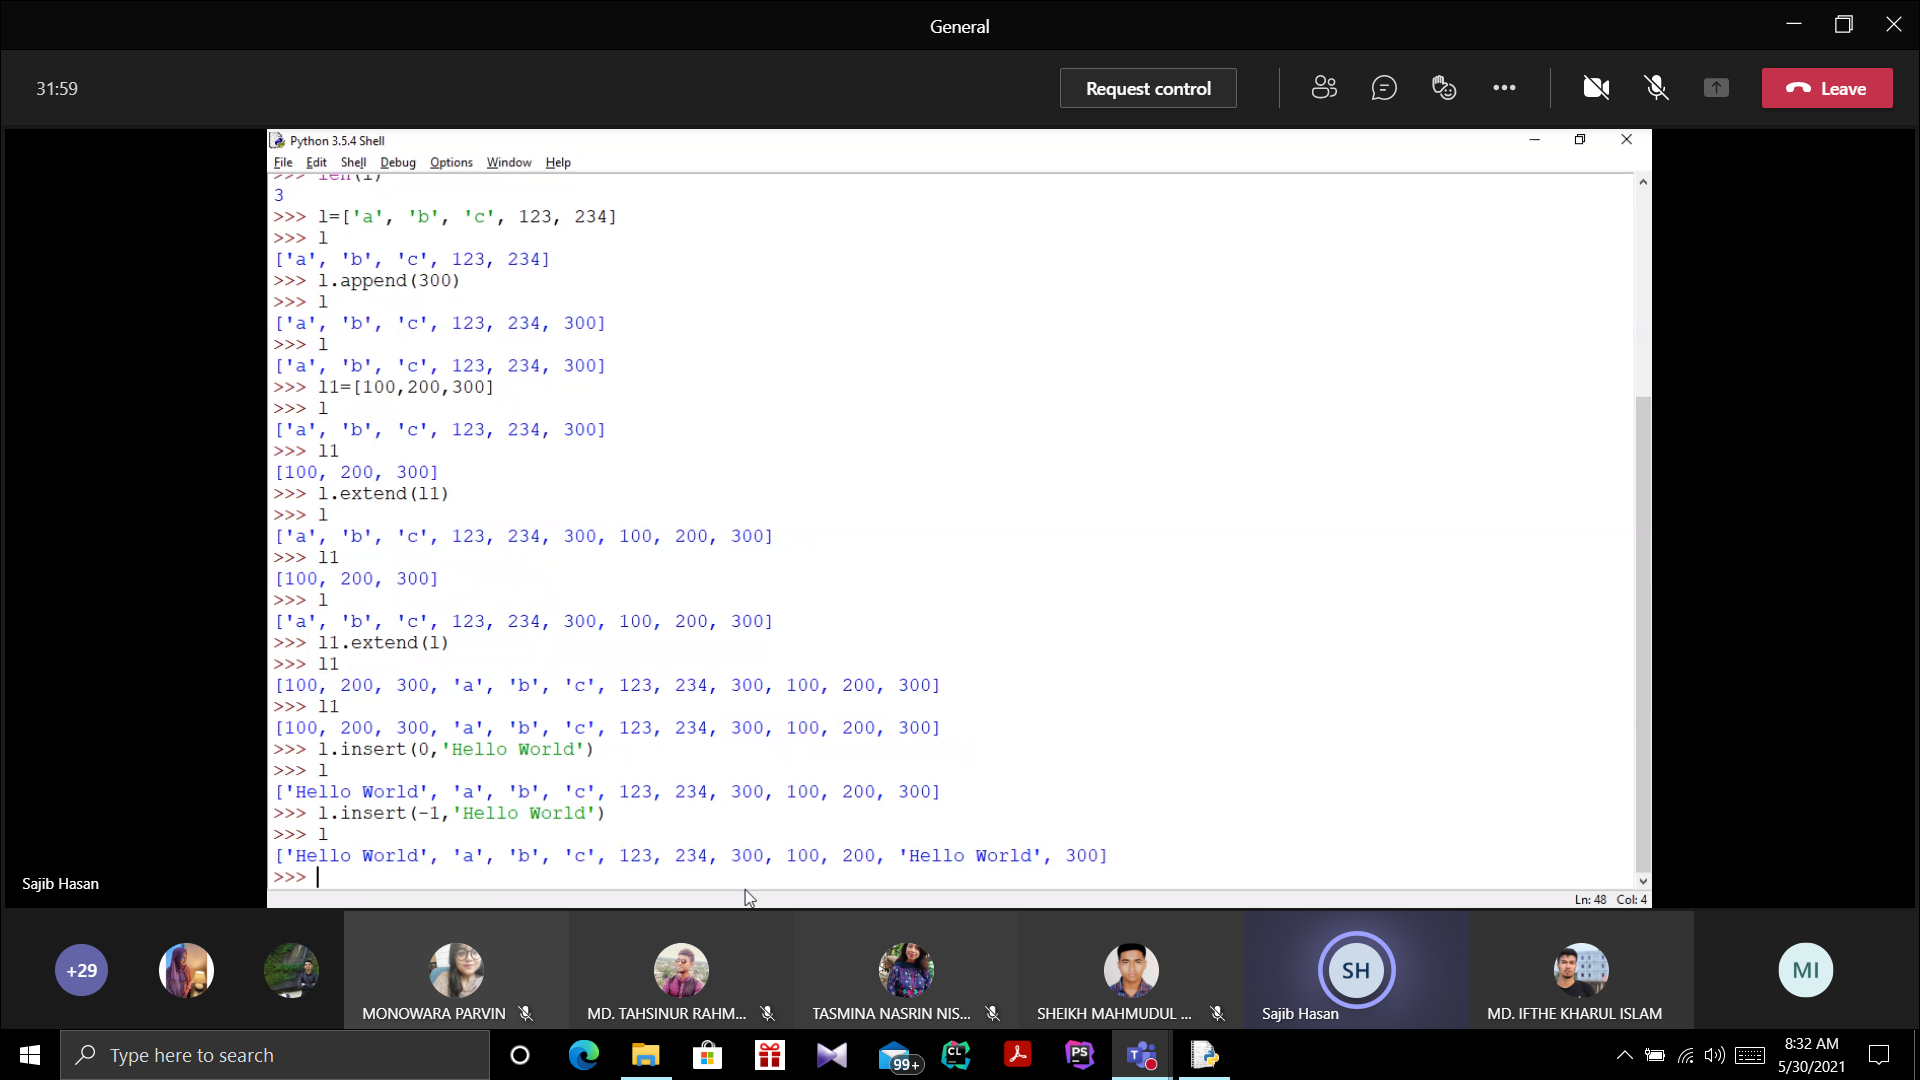 General
31:59
Request control
Leave
Python 3.5.4 Shell
File Edit Shell Debug Options Window Help
>>> len(l)
3
>>> l=['a', 'b', 'c', 123, 234]
>>> l
['a', 'b', 'c', 123, 234]
>>> l.append(300)
>>> l
['a', 'b', 'c', 123, 234, 300]
>>> l
['a', 'b', 'c', 123, 234, 300]
>>> l1=[100,200,300]
>>> l
['a', 'b', 'c', 123, 234, 300]
>>> l1
[100, 200, 300]
>>> l.extend(l1)
>>> l
['a', 'b', 'c', 123, 234, 300, 100, 200, 300]
>>> l1
[100, 200, 300]
>>> l
['a', 'b', 'c', 123, 234, 300, 100, 200, 300]
>>> l1.extend(l)
>>> l1
[100, 200, 300, 'a', 'b', 'c', 123, 234, 300, 100, 200, 300]
>>> l1
[100, 200, 300, 'a', 'b', 'c', 123, 234, 300, 100, 200, 300]
>>> l.insert(0,'Hello World')
>>> l
['Hello World', 'a', 'b', 'c', 123, 234, 300, 100, 200, 300]
>>> l.insert(-1,'Hello World')
>>> l
['Hello World', 'a', 'b', 'c', 123, 234, 300, 100, 200, 'Hello World', 300]
>>>
Sajib Hasan
Ln: 48 Col: 4
+29
SH
MI
MONOWARA PARVIN
MD. TAHSINUR RAHM...
TASMINA NASRIN NIS...
SHEIKH MAHMUDUL ...
Sajib Hasan
MD. IFTHE KHARUL ISLAM
Type here to search
99+
CL
PS
8:32 AM
5/30/2021